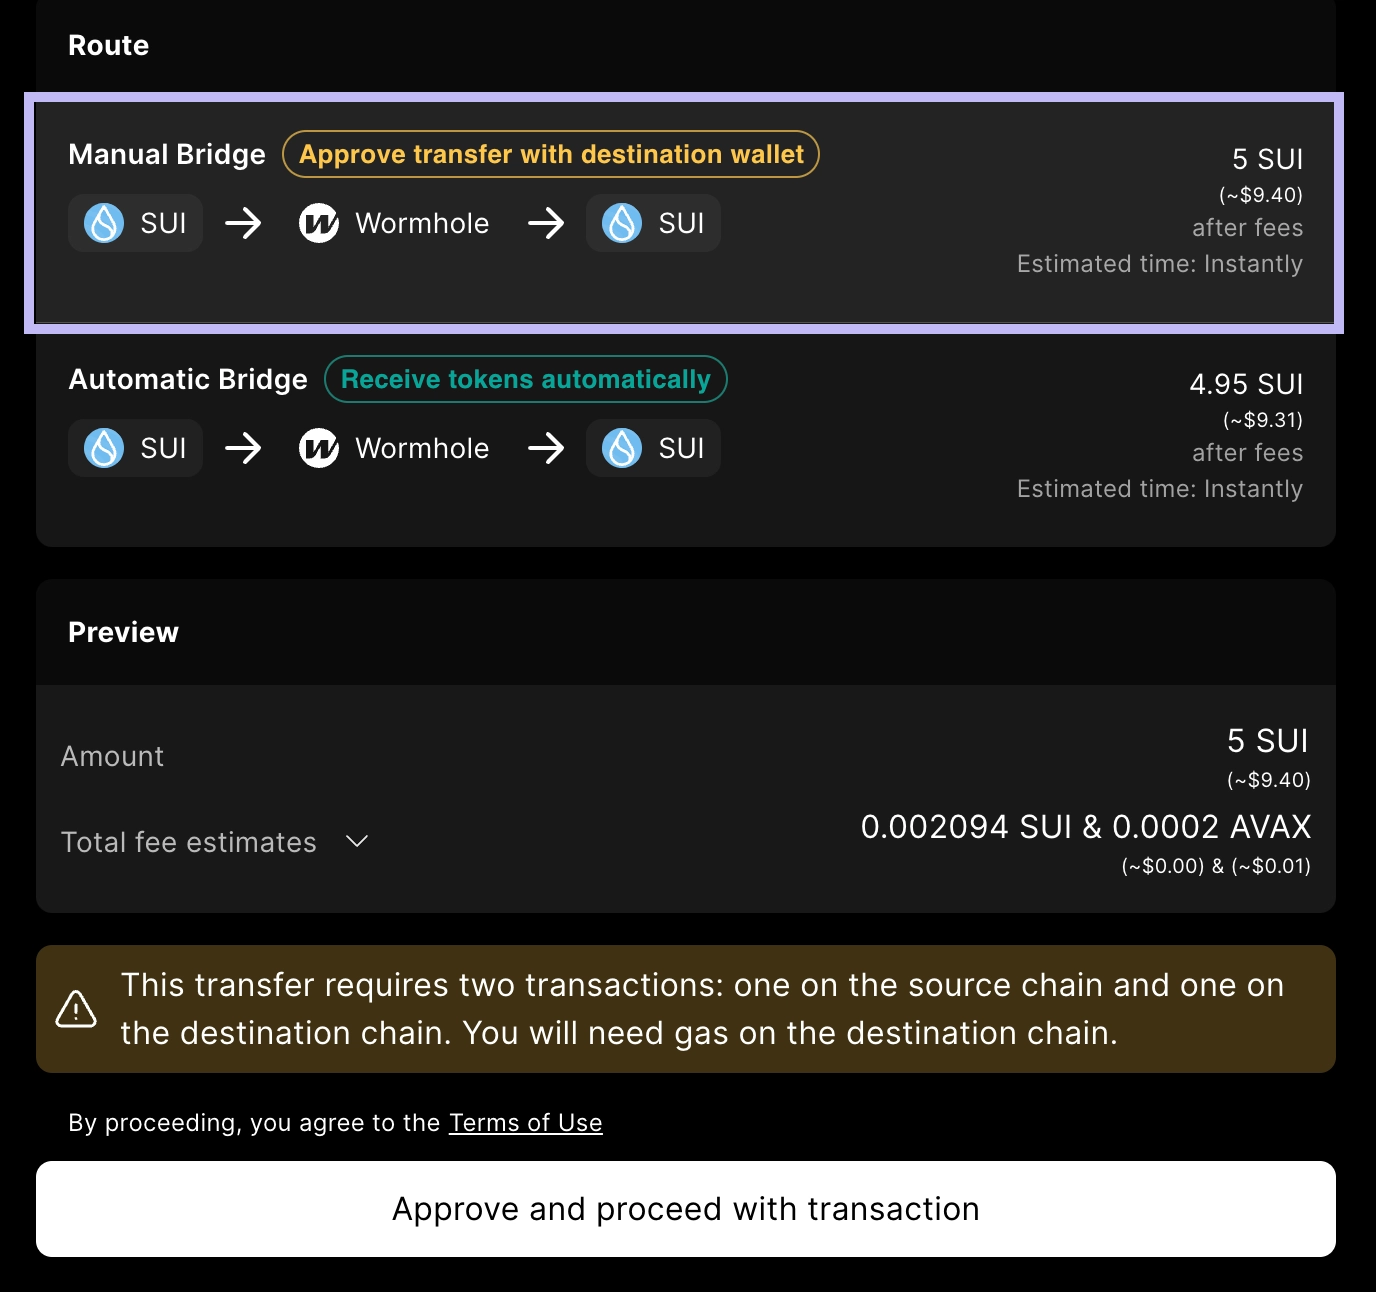 Route
Manual Bridge Approve transfer with destination wallet
5 SUI
(~$9.40)
SUI → Wormhole → SUI
after fees
Estimated time: Instantly
Automatic Bridge Receive tokens automatically
4.95 SUI
(~$9.31)
SUI → Wormhole → SUI
after fees
Estimated time: Instantly
Preview
Amount
5 SUI
(~$9.40)
Total fee estimates
0.002094 SUI & 0.0002 AVAX
(~$0.00) & (~$0.01)
This transfer requires two transactions: one on the source chain and one on
the destination chain. You will need gas on the destination chain.
By proceeding, you agree to the Terms of Use
Approve and proceed with transaction